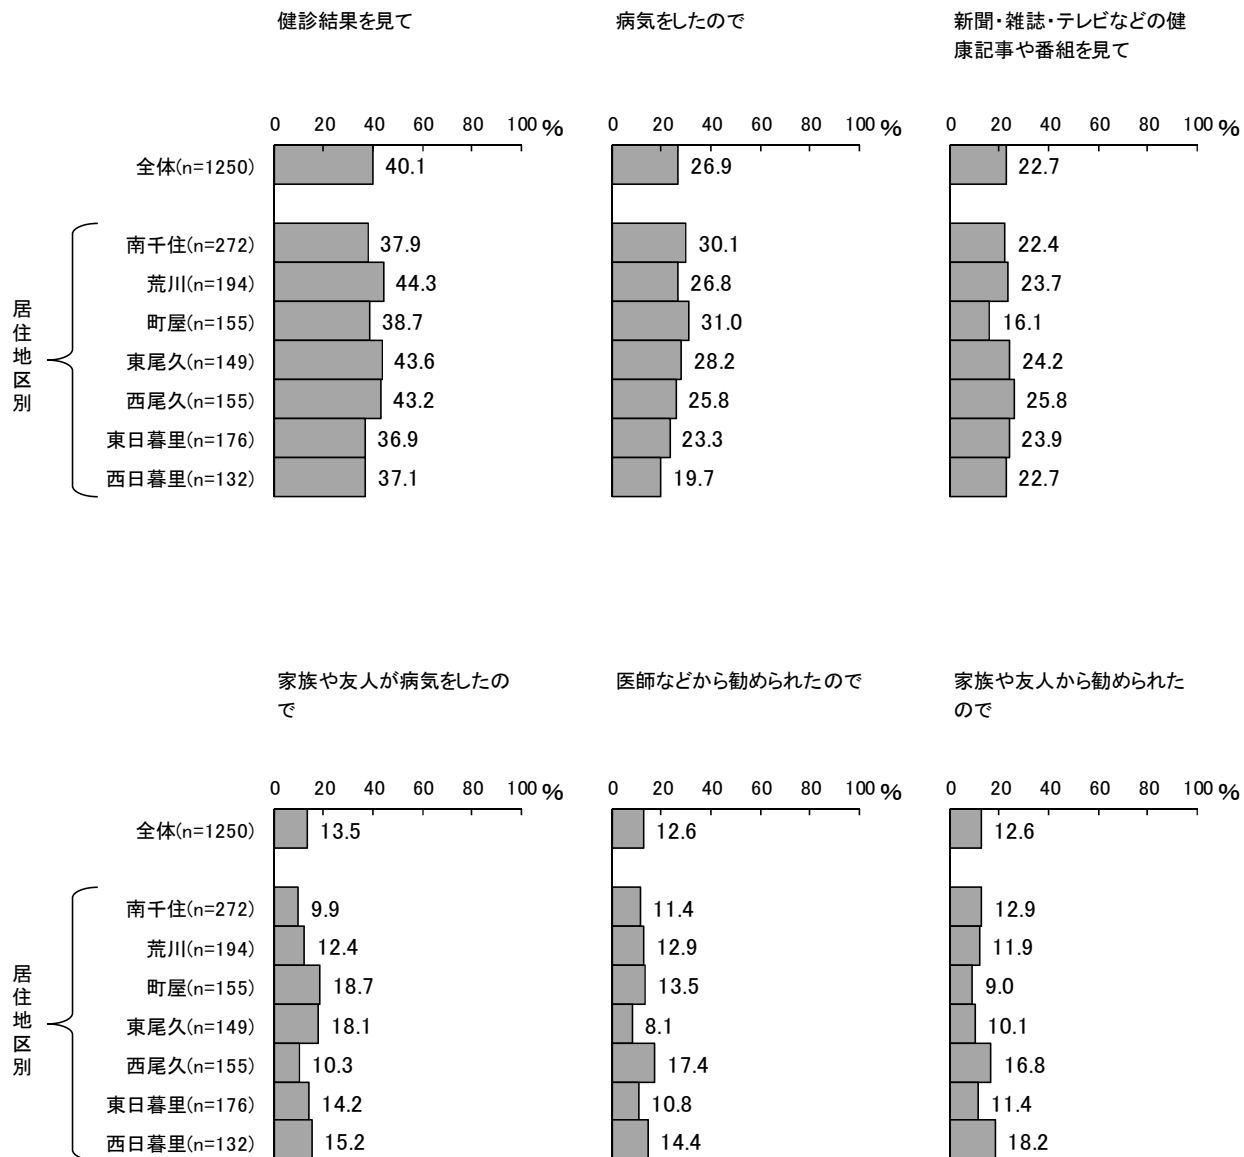 健診結果を見て
病気をしたので
新聞・雑誌・テレビなどの健
康記事や番組を見て
0 20 40 60 80 100 %
0 20 40 60 80 100 %
0 20 40 60 80 100 %
全体(n=1250) 40.1 26.9 22.7
居住地区別
南千住(n=272) 37.9 30.1 22.4
荒川(n=194) 44.3 26.8 23.7
町屋(n=155) 38.7 31.0 16.1
東尾久(n=149) 43.6 28.2 24.2
西尾久(n=155) 43.2 25.8 25.8
東日暮里(n=176) 36.9 23.3 23.9
西日暮里(n=132) 37.1 19.7 22.7
家族や友人が病気をしたの
で
医師などから勧められたので
家族や友人から勧められた
ので
0 20 40 60 80 100 %
0 20 40 60 80 100 %
0 20 40 60 80 100 %
全体(n=1250) 13.5 12.6 12.6
居住地区別
南千住(n=272) 9.9 11.4 12.9
荒川(n=194) 12.4 12.9 11.9
町屋(n=155) 18.7 13.5 9.0
東尾久(n=149) 18.1 8.1 10.1
西尾久(n=155) 10.3 17.4 16.8
東日暮里(n=176) 14.2 10.8 11.4
西日暮里(n=132) 15.2 14.4 18.2